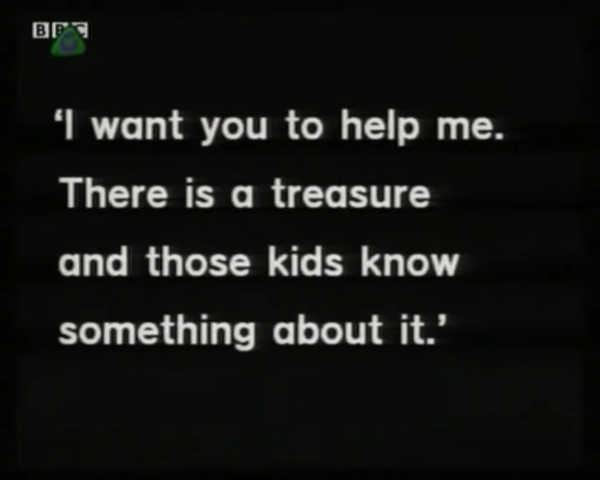 BBC
‘I want you to help me.
There is a treasure
and those kids know
something about it.’